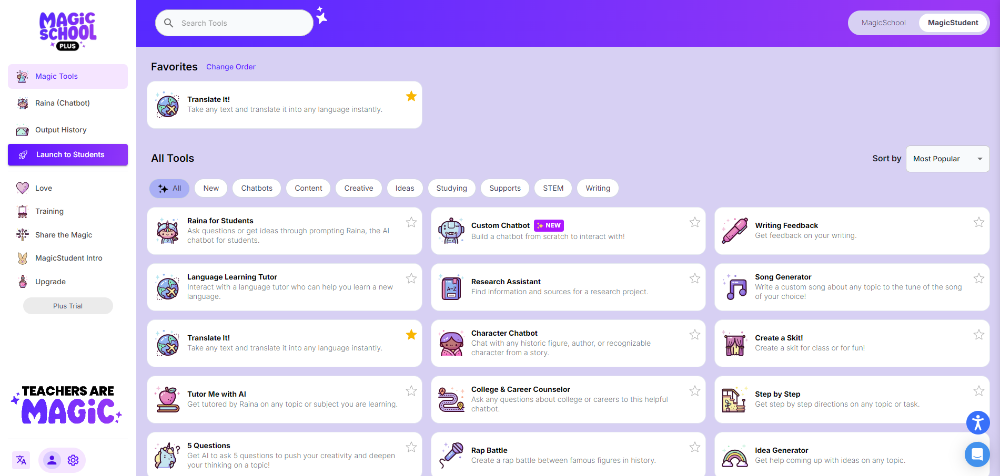 MAGIC
SCHOOL
PLUS
Magic Tools
Raina (Chatbot)
Output History
Launch to Students
Love
Training
Share the Magic
MagicStudent Intro
Upgrade
Plus Trial
TEACHERS ARE
MAGIC
Search Tools
MagicSchool
MagicStudent
Favorites
Change Order
Translate It!
Take any text and translate it into any language instantly.
All Tools
Sort by
Most Popular
All
New
Chatbots
Content
Creative
Ideas
Studying
Supports
STEM
Writing
Raina for Students
Ask questions or get ideas through prompting Raina, the AI
chatbot for students.
Custom Chatbot
NEW
Build a chatbot from scratch to interact with!
Writing Feedback
Get feedback on your writing.
Language Learning Tutor
Interact with a language tutor who can help you learn a new
language.
A-Z
Research Assistant
Find information and sources for a research project.
Song Generator
Write a custom song about any topic to the tune of the song
of your choice!
Translate It!
Take any text and translate it into any language instantly.
Character Chatbot
Chat with any historic figure, author, or recognizable
character from a story.
Create a Skit!
Create a skit for class or for fun!
Tutor Me with AI
Get tutored by Raina on any topic or subject you are learning.
A
B
College & Career Counselor
Ask any questions about college or careers to this helpful
chatbot.
Step by Step
Get step by step directions on any topic or task.
5 Questions
Get AI to ask 5 questions to push your creativity and deepen
your thinking on a topic!
Rap Battle
Create a rap battle between famous figures in history.
Idea Generator
Get help coming up with ideas on any topic.